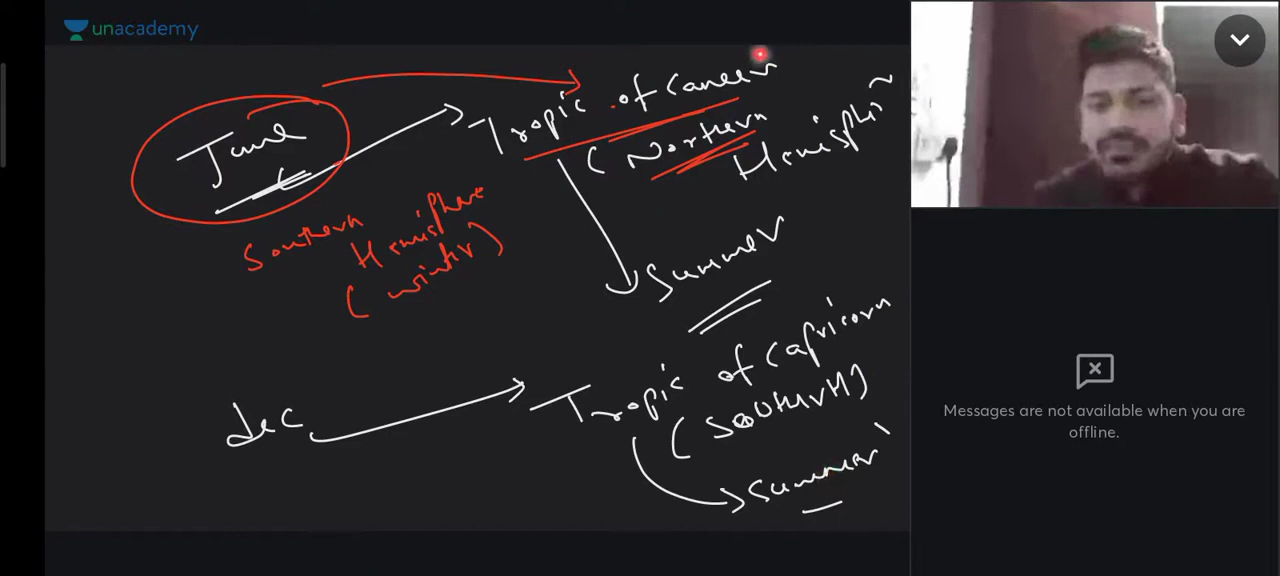 unacademy
June
Tropic of Cancer
(Northern
Hemisphere
Southern
Hemisphere
(winter)
Summer
dec
Tropic of Capricorn
(SOUTHERN H)
Summer
Messages are not available when you are
offline.